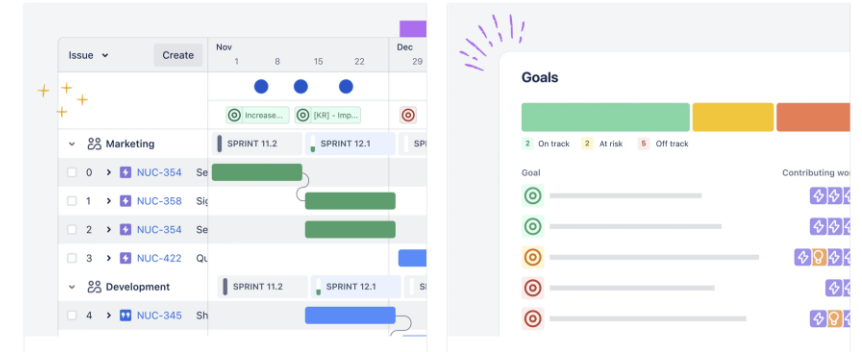 Issue Create
Nov Dec
1 8 15 22 29
Increase... [KR] - Imp...
Marketing SPRINT 11.2 SPRINT 12.1 SP
0 NUC-354 Se
1 NUC-358 Sig
2 NUC-354 Se
3 NUC-422 Qu
Development SPRINT 11.2 SPRINT 12.1 S
4 NUC-345 Sh
Goals
2 On track 2 At risk 5 Off track
Goal Contributing wo